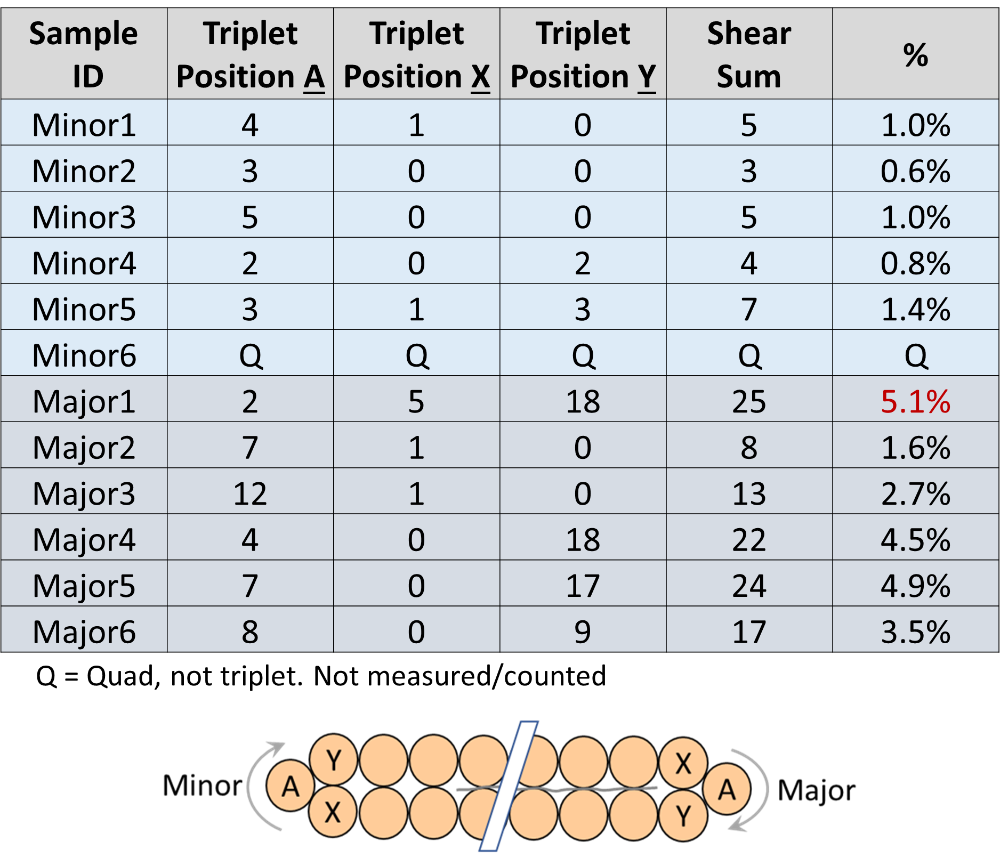 Sample ID Triplet Position A Triplet Position X Triplet Position Y Shear Sum %
Minor1 4 1 0 5 1.0%
Minor2 3 0 0 3 0.6%
Minor3 5 0 0 5 1.0%
Minor4 2 0 2 4 0.8%
Minor5 3 1 3 7 1.4%
Minor6 Q Q Q Q Q
Major1 2 5 18 25 5.1%
Major2 7 1 0 8 1.6%
Major3 12 1 0 13 2.7%
Major4 4 0 18 22 4.5%
Major5 7 0 17 24 4.9%
Major6 8 0 9 17 3.5%
Q = Quad, not triplet. Not measured/counted
Y X
Minor A A Major
X Y